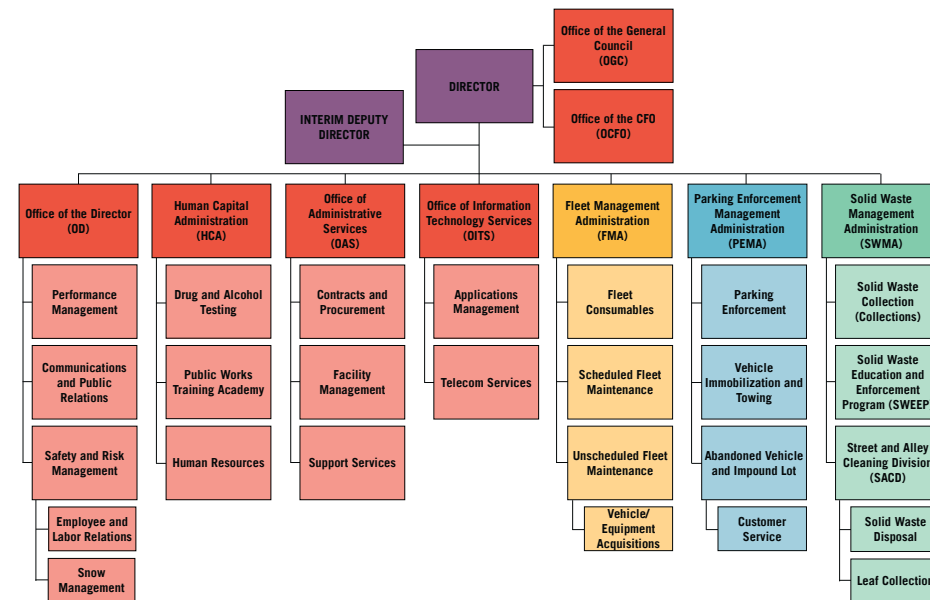 Office of the General
Council
(OGC)
DIRECTOR
Office of the CFO
(OCFO)
INTERIM DEPUTY
DIRECTOR
Office of the Director
(OD)
Performance
Management
Communications
and Public
Relations
Safety and Risk
Management
Employee and
Labor Relations
Snow
Management
Human Capital
Administration
(HCA)
Drug and Alcohol
Testing
Public Works
Training Academy
Human Resources
Office of
Administrative
Services
(OAS)
Contracts and
Procurement
Facility
Management
Support Services
Office of Information
Technology Services
(OITS)
Applications
Management
Telecom Services
Fleet Management
Administration
(FMA)
Fleet
Consumables
Scheduled Fleet
Maintenance
Unscheduled Fleet
Maintenance
Vehicle/
Equipment
Acquisitions
Parking Enforcement
Management
Administration
(PEMA)
Parking
Enforcement
Vehicle
Immobilization and
Towing
Abandoned Vehicle
and Impound Lot
Customer
Service
Solid Waste
Management
Administration
(SWMA)
Solid Waste
Collection
(Collections)
Solid Waste
Education and
Enforcement
Program (SWEEP
Street and Alley
Cleaning Division
(SACD)
Solid Waste
Disposal
Leaf Collection